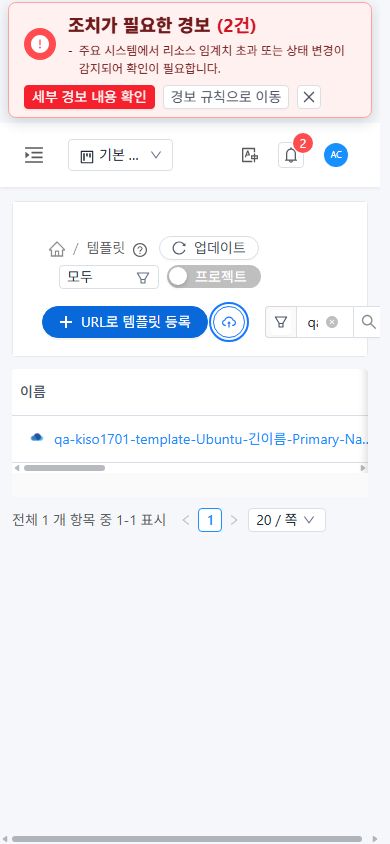 조치가 필요한 경보 (2건)
- 주요 시스템에서 리소스 임계치 초과 또는 상태 변경이
감지되어 확인이 필요합니다.
세부 경보 내용 확인 경보 규칙으로 이동
기본 ... 2 AC
/ 템플릿 업데이트
모두 프로젝트
+ URL로 템플릿 등록
이름
qa-kiso1701-template-Ubuntu-긴이름-Primary-Na...
전체 1 개 항목 중 1-1 표시 < 1 > 20 / 쪽